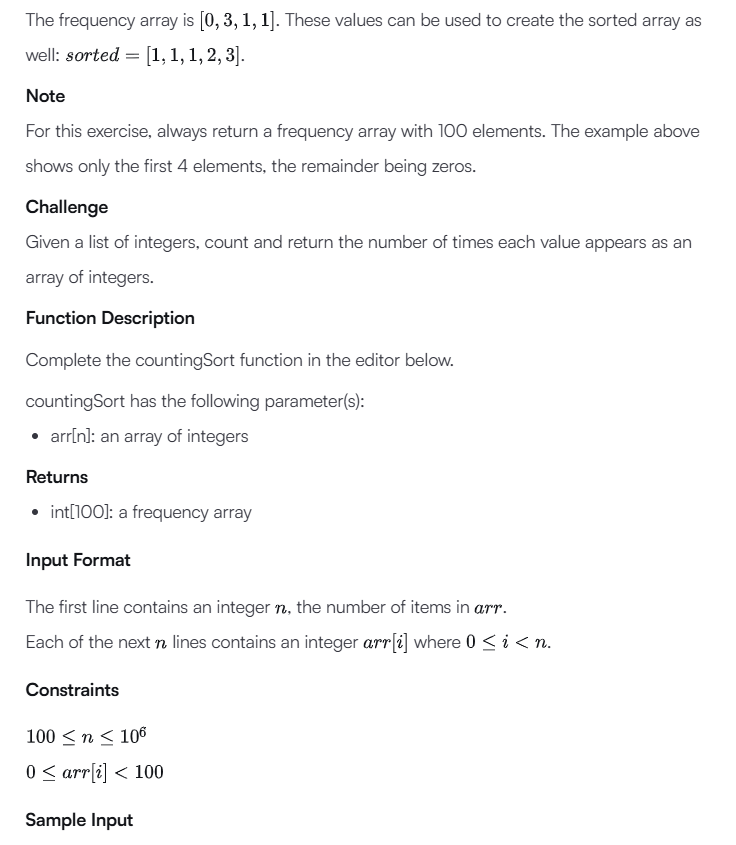 The frequency array is [0, 3, 1, 1]. These values can be used to create the sorted array as
well: sorted = [1, 1, 1, 2, 3].
Note
For this exercise, always return a frequency array with 100 elements. The example above
shows only the first 4 elements, the remainder being zeros.
Challenge
Given a list of integers, count and return the number of times each value appears as an
array of integers.
Function Description
Complete the countingSort function in the editor below.
countingSort has the following parameter(s):
• arr[n]: an array of integers
Returns
• int[100]: a frequency array
Input Format
The first line contains an integer n, the number of items in arr.
Each of the next n lines contains an integer arr[i] where 0 ≤ i < n.
Constraints
100 ≤ n ≤ 10⁶
0 ≤ arr[i] < 100
Sample Input